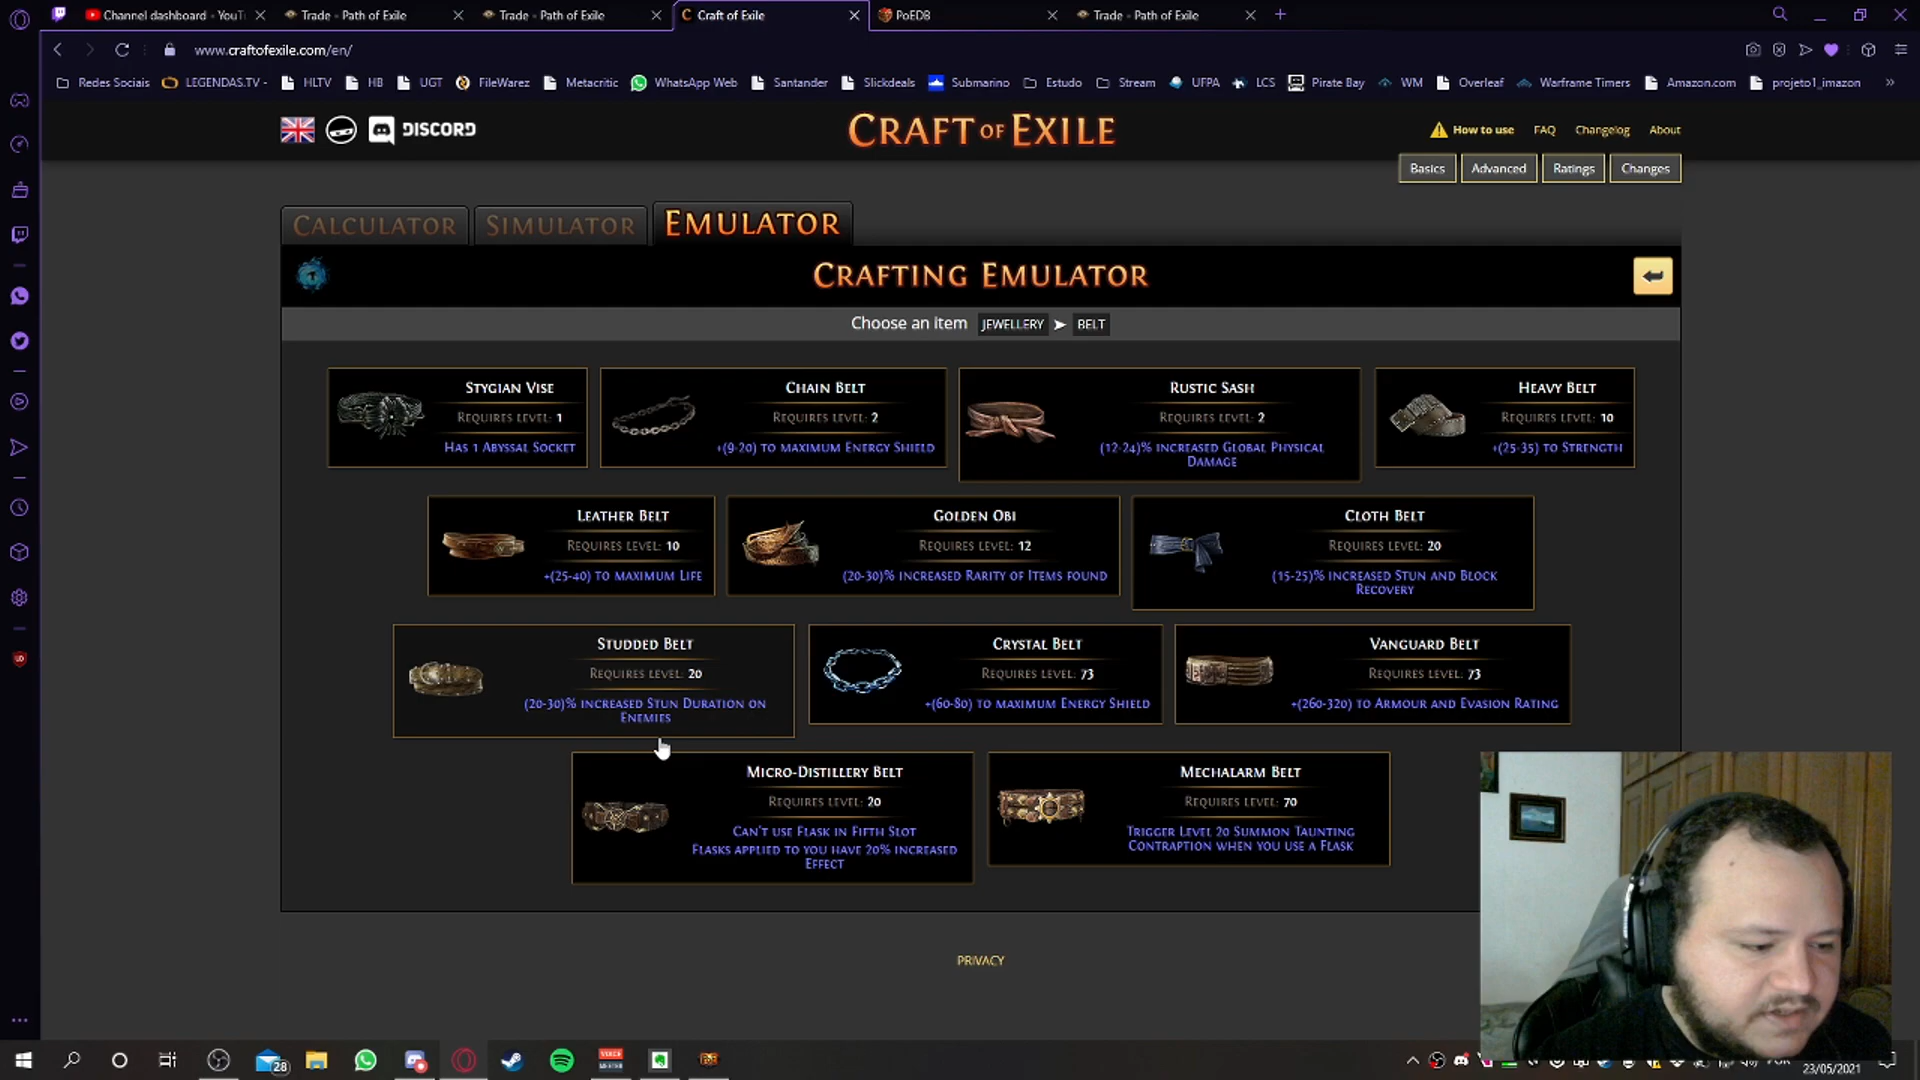 Channel dashboard - YouT
Trade - Path of Exile
Trade - Path of Exile
Craft of Exile
PoEDB
Trade - Path of Exile
www.craftofexile.com/en/
Redes Sociais
LEGENDAS.TV -
HLTV
HB
UGT
FileWarez
Metacritic
WhatsApp Web
Santander
Slickdeals
Submarino
Estudo
Stream
UFPA
LCS
Pirate Bay
WM
Overleaf
Warframe Timers
Amazon.com
projeto1_imazon
DISCORD
CRAFT OF EXILE
How to use
FAQ
Changelog
About
Basics
Advanced
Ratings
Changes
CALCULATOR
SIMULATOR
EMULATOR
CRAFTING EMULATOR
Choose an item JEWELLERY BELT
STYGIAN VISE
REQUIRES LEVEL: 1
HAS 1 ABYSSAL SOCKET
CHAIN BELT
REQUIRES LEVEL: 2
+(9-20) TO MAXIMUM ENERGY SHIELD
RUSTIC SASH
REQUIRES LEVEL: 2
(12-24)% INCREASED GLOBAL PHYSICAL
DAMAGE
HEAVY BELT
REQUIRES LEVEL: 10
+(25-35) TO STRENGTH
LEATHER BELT
REQUIRES LEVEL: 10
+(25-40) TO MAXIMUM LIFE
GOLDEN OBI
REQUIRES LEVEL: 12
(20-30)% INCREASED RARITY OF ITEMS FOUND
CLOTH BELT
REQUIRES LEVEL: 20
(15-25)% INCREASED STUN AND BLOCK
RECOVERY
STUDDED BELT
REQUIRES LEVEL: 20
(20-30)% INCREASED STUN DURATION ON
ENEMIES
CRYSTAL BELT
REQUIRES LEVEL: 73
+(60-80) TO MAXIMUM ENERGY SHIELD
VANGUARD BELT
REQUIRES LEVEL: 73
+(260-320) TO ARMOUR AND EVASION RATING
MICRO-DISTILLERY BELT
REQUIRES LEVEL: 20
CAN'T USE FLASK IN FIFTH SLOT
FLASKS APPLIED TO YOU HAVE 20% INCREASED
EFFECT
MECHALARM BELT
REQUIRES LEVEL: 70
TRIGGER LEVEL 20 SUMMON TAUNTING
CONTRAPTION WHEN YOU USE A FLASK
PRIVACY
28
23/05/2021